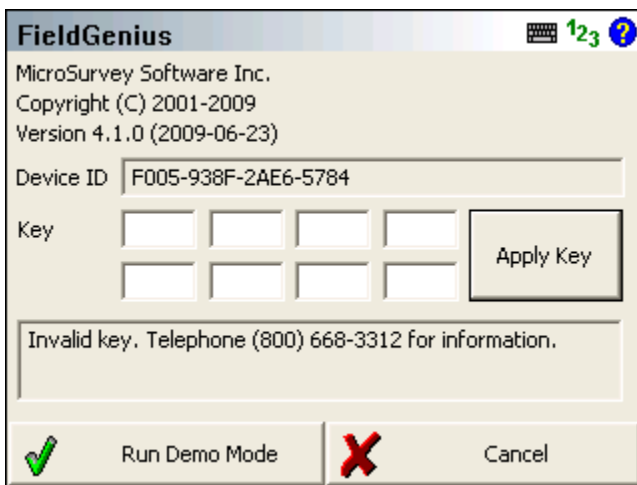 FieldGenius 123 ?
MicroSurvey Software Inc.
Copyright (C) 2001-2009
Version 4.1.0 (2009-06-23)
Device ID F005-938F-2AE6-5784
Key
Apply Key
Invalid key. Telephone (800) 668-3312 for information.
Run Demo Mode Cancel